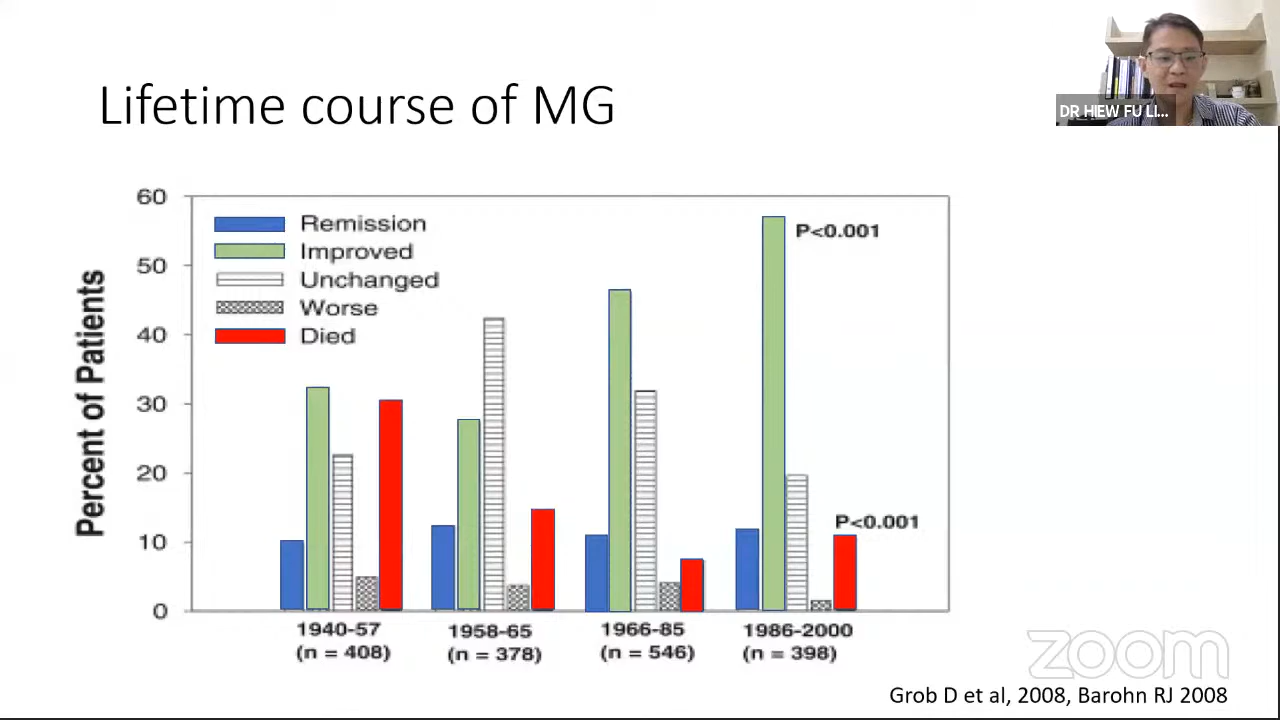 Lifetime course of MG
DR HIEW FU LI...
Percent of Patients
60
50
40
30
20
10
0
Remission
Improved
Unchanged
Worse
Died
P<0.001
P<0.001
1940-57
(n = 408)
1958-65
(n = 378)
1966-85
(n = 546)
1986-2000
(n = 398)
zoom
Grob D et al, 2008, Barohn RJ 2008